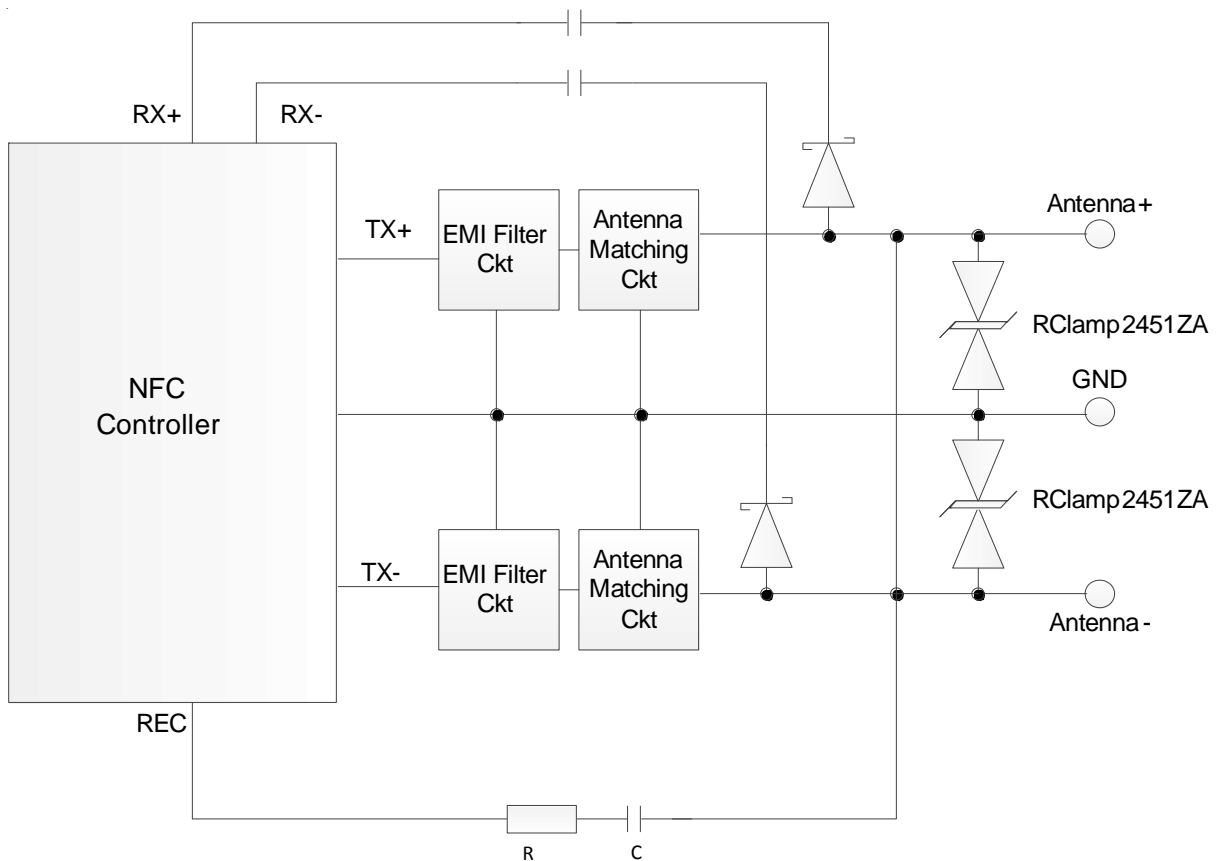 RX+
RX-
TX+
EMI Filter
Ckt
Antenna
Matching
Ckt
Antenna+
RClamp2451ZA
NFC
Controller
GND
RClamp2451ZA
TX-
EMI Filter
Ckt
Antenna
Matching
Ckt
Antenna-
REC
R
C